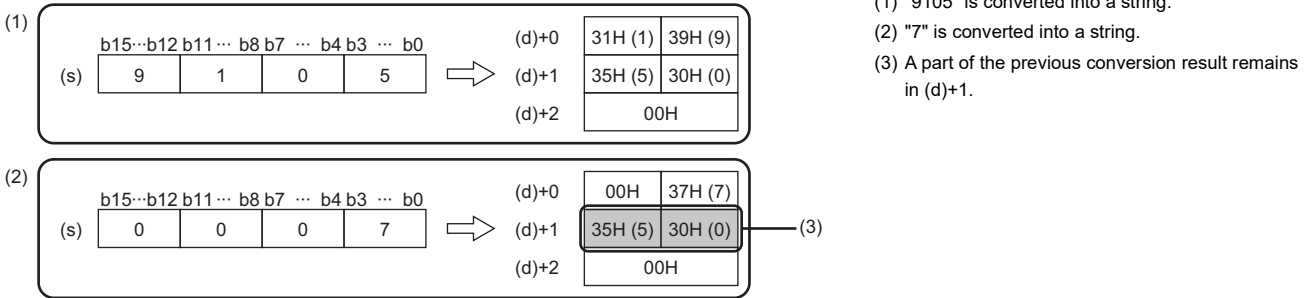 (1)
b15···b12 b11 ··· b8 b7 ··· b4 b3 ··· b0
(s) 9 1 0 5
(d)+0 31H (1) 39H (9)
(d)+1 35H (5) 30H (0)
(d)+2 00H
(2)
b15···b12 b11 ··· b8 b7 ··· b4 b3 ··· b0
(s) 0 0 0 7
(d)+0 00H 37H (7)
(d)+1 35H (5) 30H (0)
(d)+2 00H
(3)
(1) "9105" is converted into a string.
(2) "7" is converted into a string.
(3) A part of the previous conversion result remains
in (d)+1.